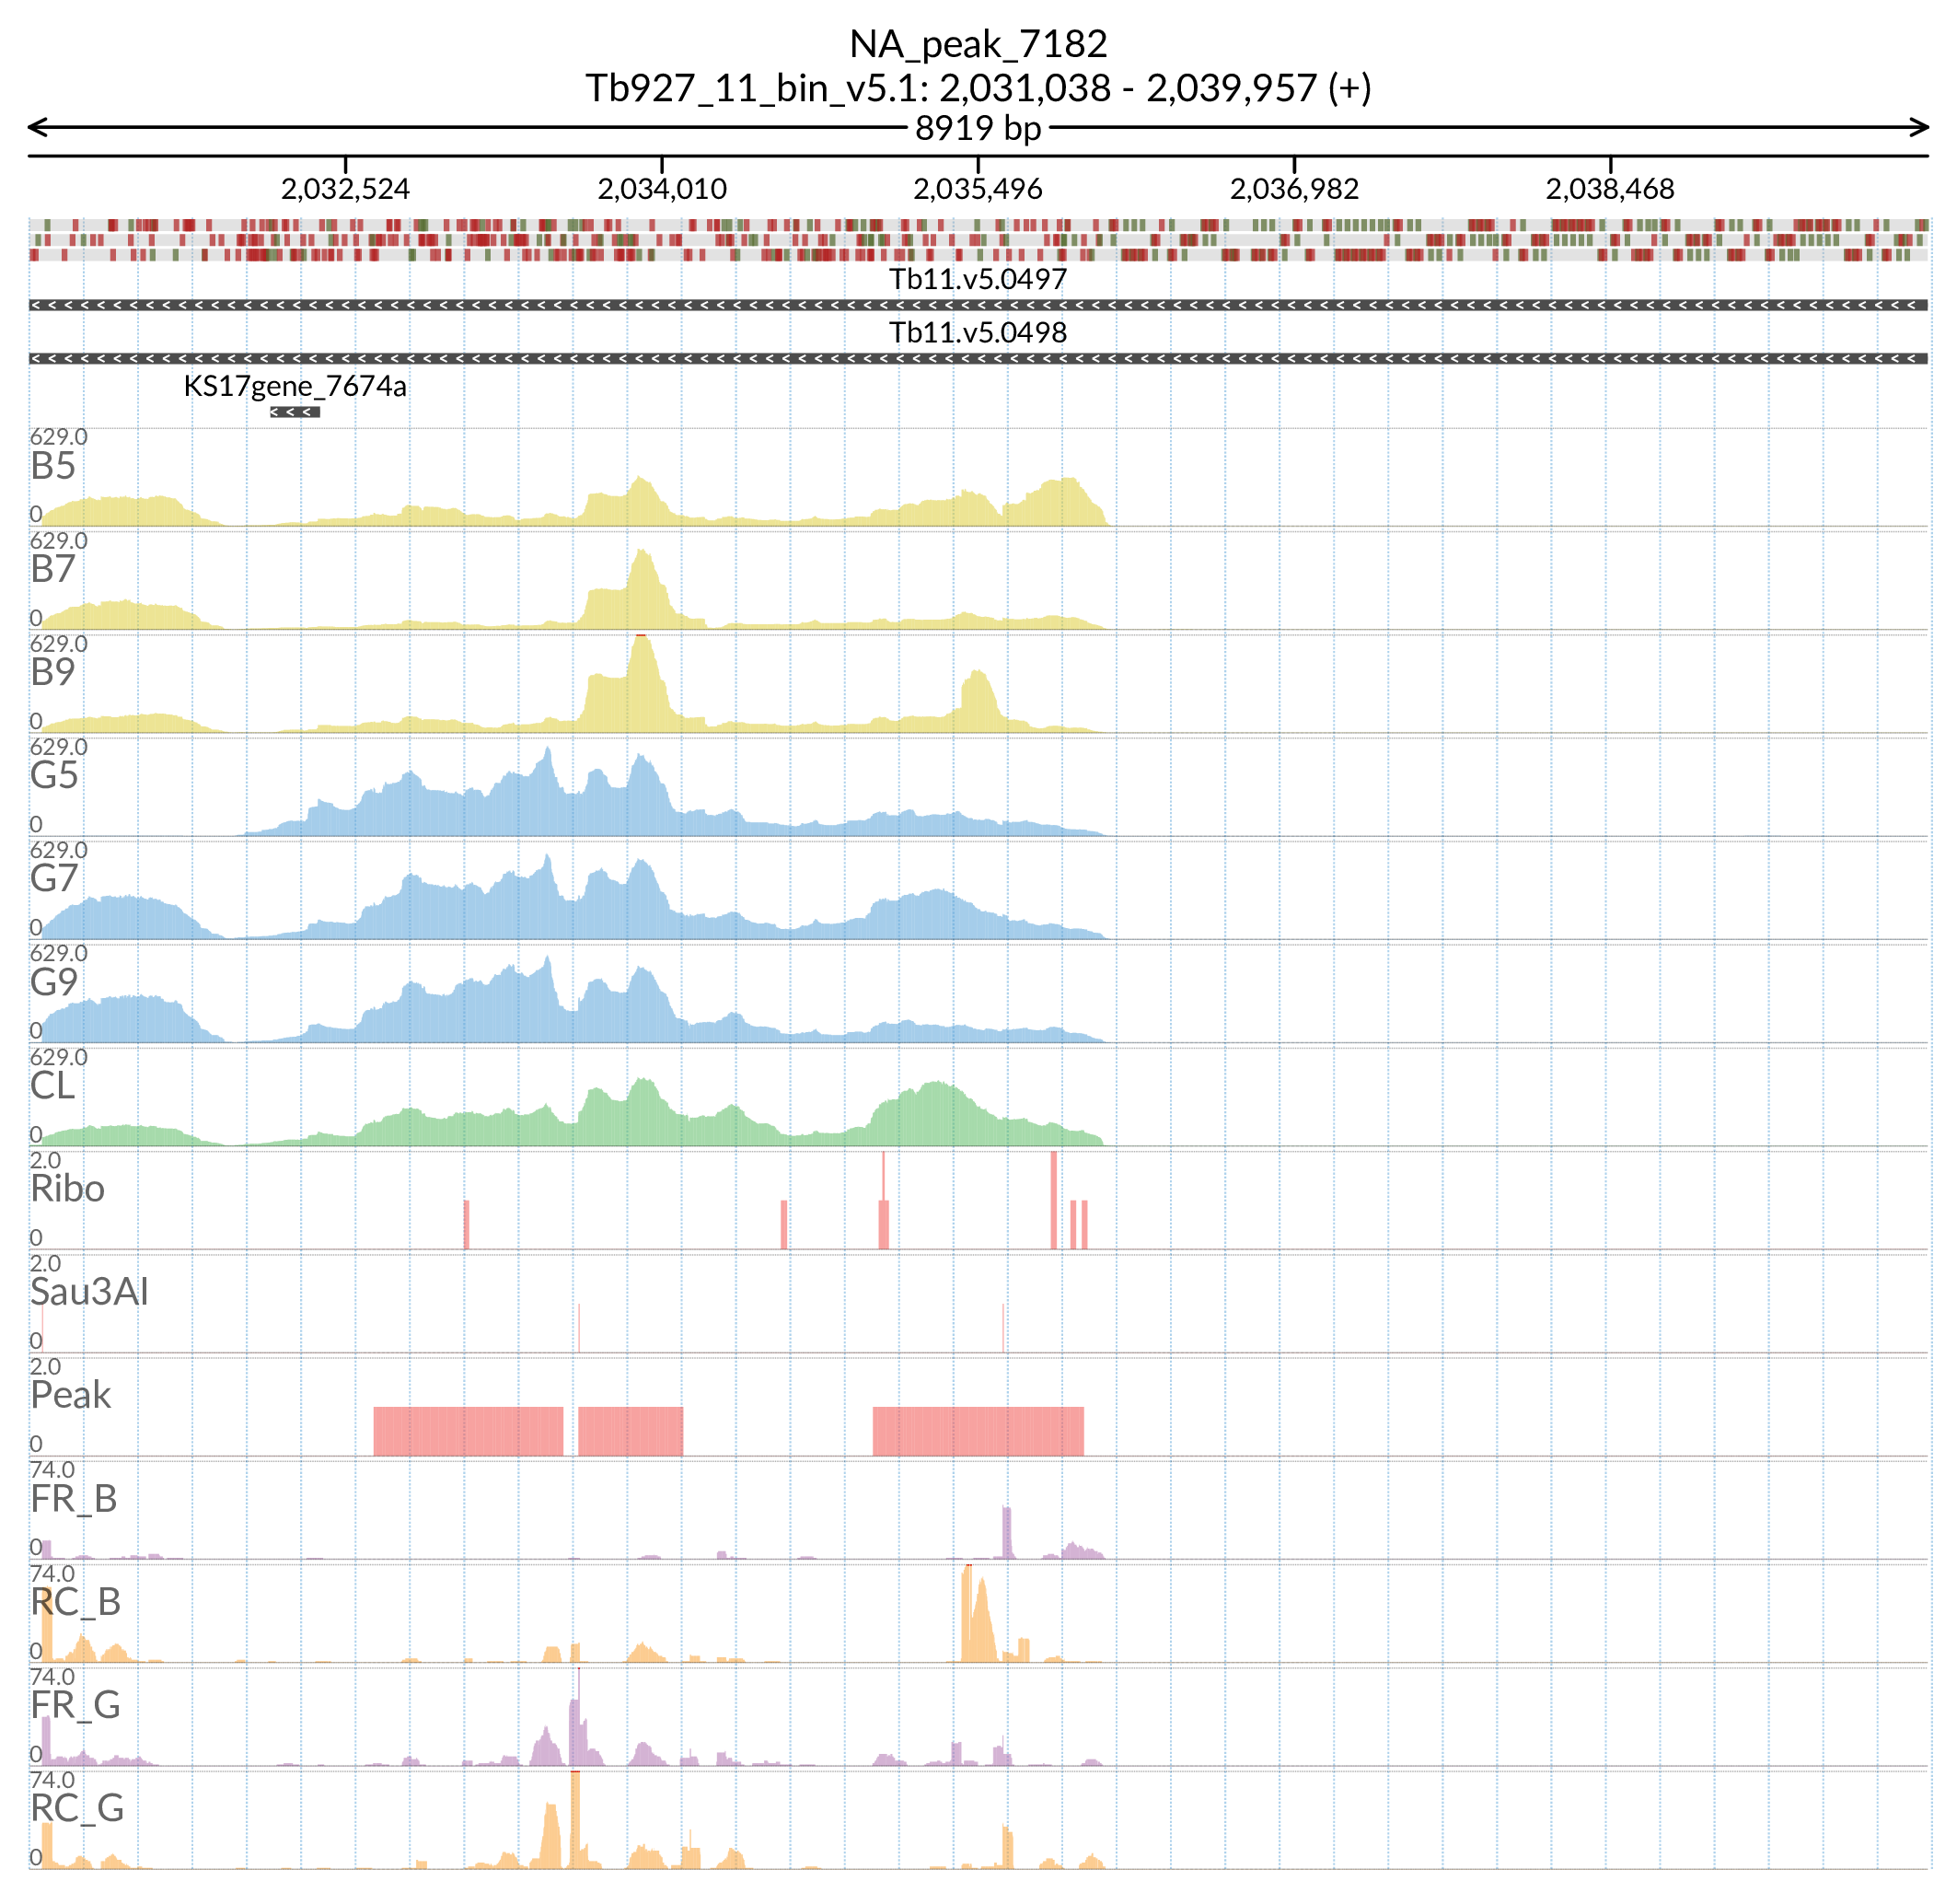 NA_peak_7182
Tb927_11_bin_v5.1: 2,031,038 - 2,039,957 (+)
8919 bp
2,032,524 2,034,010 2,035,496 2,036,982 2,038,468
Tb11.v5.0497
Tb11.v5.0498
KS17gene_7674a
629.0
B5
0
629.0
B7
0
629.0
B9
0
629.0
G5
0
629.0
G7
0
629.0
G9
0
629.0
CL
0
2.0
Ribo
0
2.0
Sau3AI
0
2.0
Peak
0
74.0
FR_B
0
74.0
RC_B
0
74.0
FR_G
0
74.0
RC_G
0